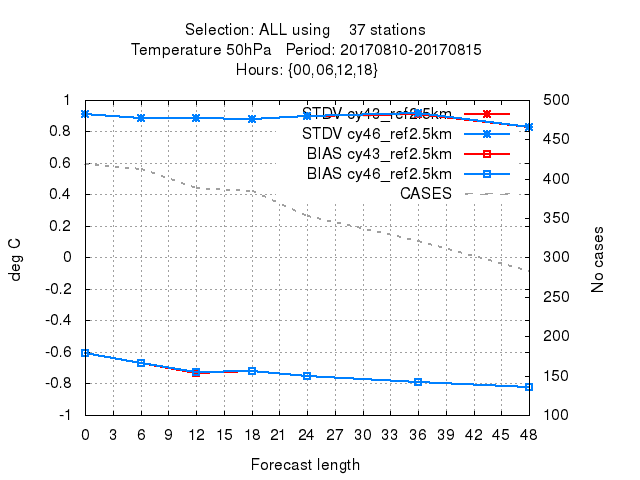 Selection: ALL using    37 stations
Temperature 50hPa   Period: 20170810-20170815
Hours: {00,06,12,18}
1
0.8
0.6
0.4
0.2
0
-0.2
-0.4
-0.6
-0.8
-1
deg C
STDV cy43_ref2.5km
STDV cy46_ref2.5km
BIAS cy43_ref2.5km
BIAS cy46_ref2.5km
CASES
500
450
400
350
300
250
200
150
100
No cases
0 3 6 9 12 15 18 21 24 27 30 33 36 39 42 45 48
Forecast length